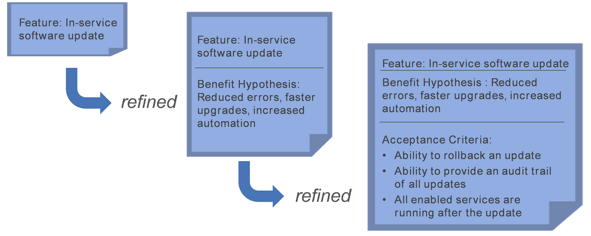 Feature: In-service
software update
refined
Feature: In-service
software update
Benefit Hypothesis:
Reduced errors, faster
upgrades, increased
automation
refined
Feature: In-service software update
Benefit Hypothesis : Reduced
errors, faster upgrades, increased
automation
Acceptance Criteria:
• Ability to rollback an update
• Ability to provide an audit trail
of all updates
• All enabled services are
running after the update